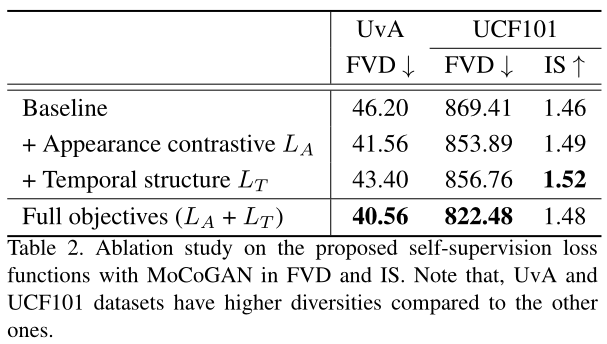 UvA UCF101
FVD ↓ FVD ↓ IS ↑
Baseline 46.20 869.41 1.46
+ Appearance contrastive L_A 41.56 853.89 1.49
+ Temporal structure L_T 43.40 856.76 1.52
Full objectives (L_A + L_T) 40.56 822.48 1.48
Table 2. Ablation study on the proposed self-supervision loss
functions with MoCoGAN in FVD and IS. Note that, UvA and
UCF101 datasets have higher diversities compared to the other
ones.